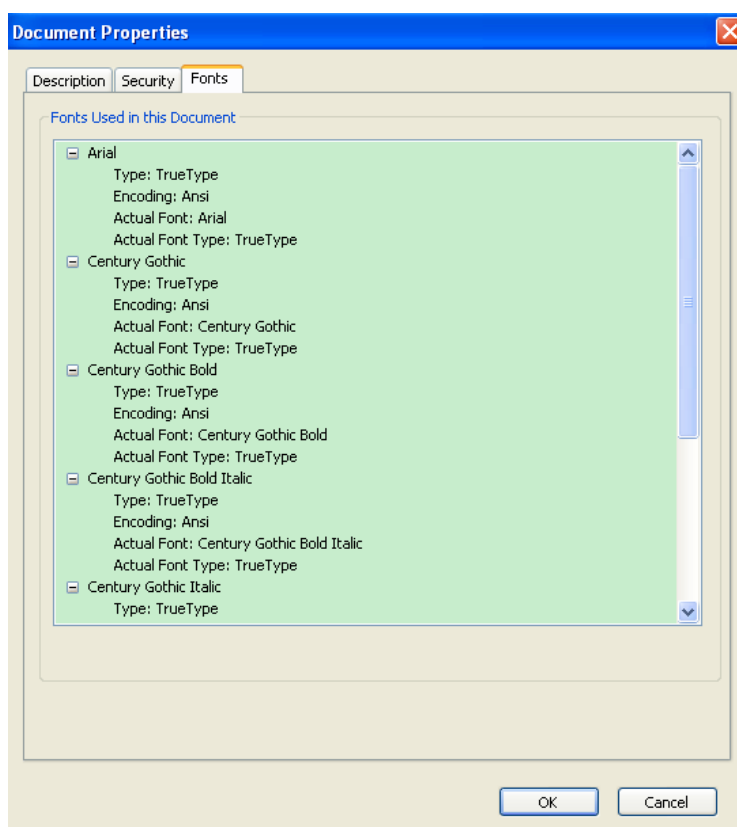 Document Properties
Description Security Fonts
Fonts Used in this Document
Arial
Type: TrueType
Encoding: Ansi
Actual Font: Arial
Actual Font Type: TrueType
Century Gothic
Type: TrueType
Encoding: Ansi
Actual Font: Century Gothic
Actual Font Type: TrueType
Century Gothic Bold
Type: TrueType
Encoding: Ansi
Actual Font: Century Gothic Bold
Actual Font Type: TrueType
Century Gothic Bold Italic
Type: TrueType
Encoding: Ansi
Actual Font: Century Gothic Bold Italic
Actual Font Type: TrueType
Century Gothic Italic
Type: TrueType
OK Cancel